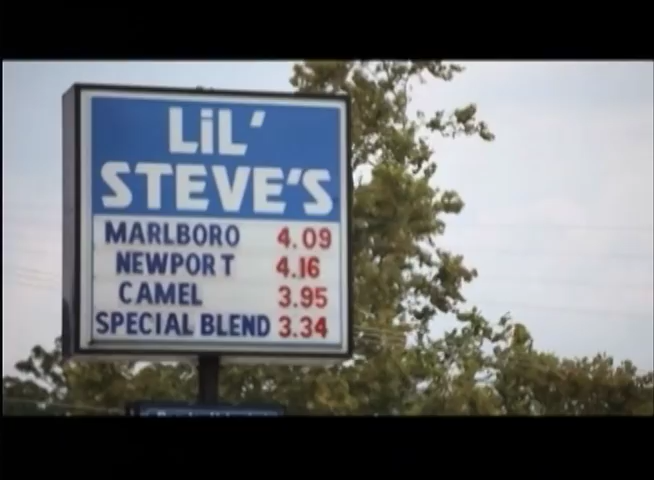 LiL'
STEVE'S
MARLBORO 4.09
NEWPORT 4.16
CAMEL 3.95
SPECIAL BLEND 3.34